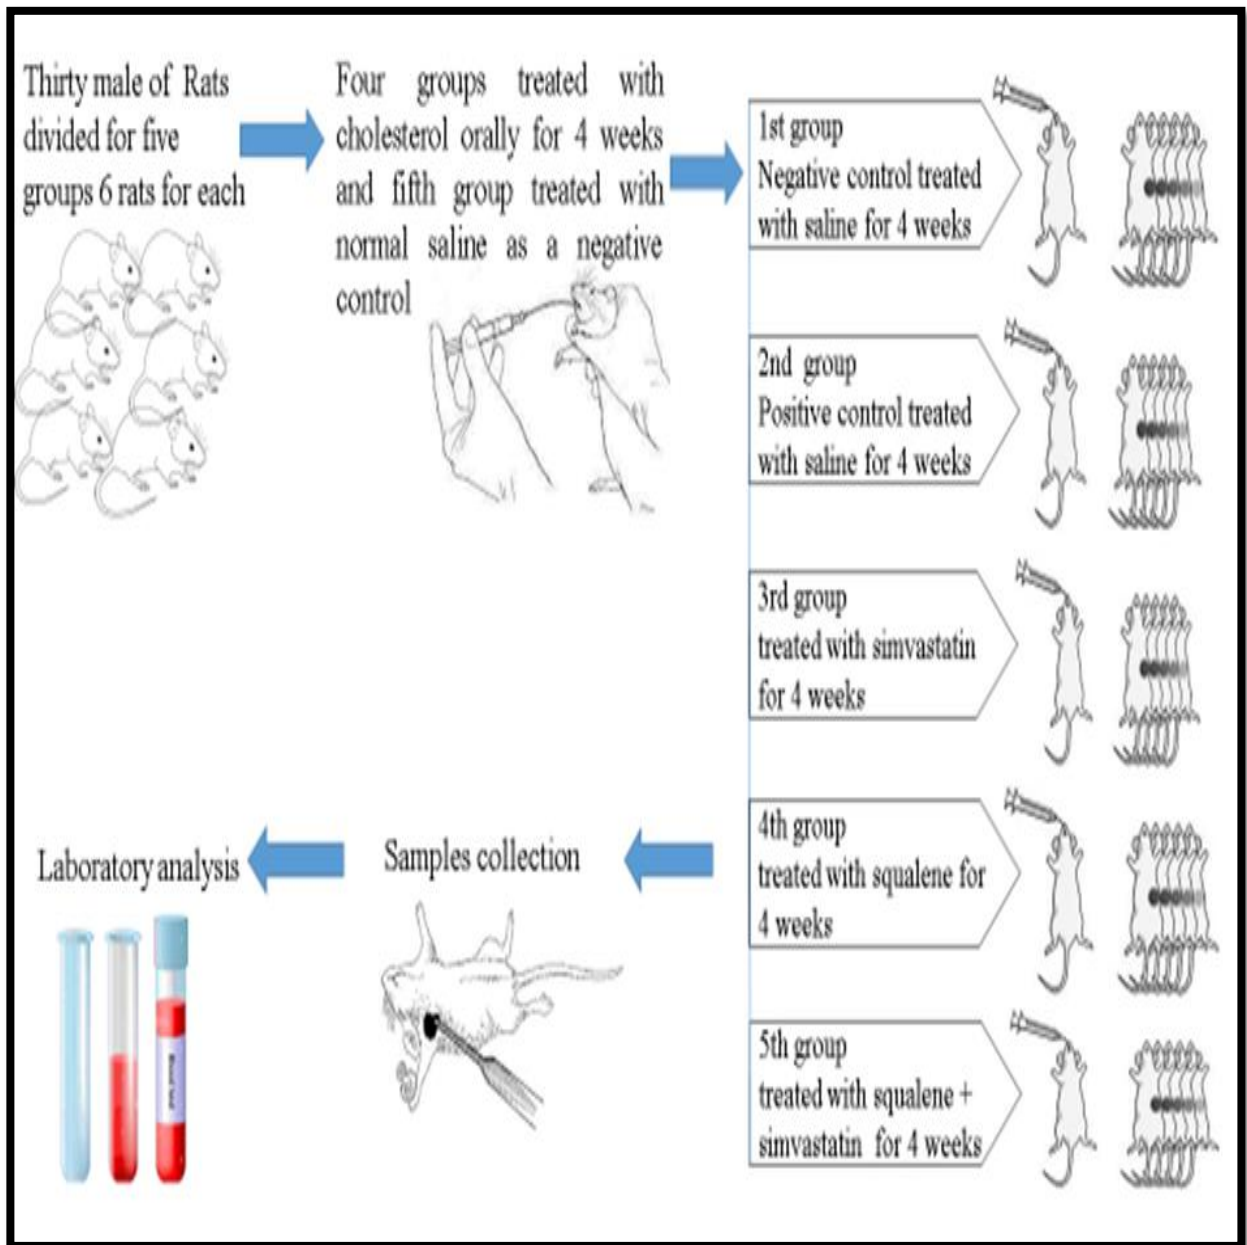 Thirty male of Rats
divided for five
groups 6 rats for each
Four groups treated with
cholesterol orally for 4 weeks
and fifth group treated with
normal saline as a negative
control
1st group
Negative control treated
with saline for 4 weeks
2nd group
Positive control treated
with saline for 4 weeks
3rd group
treated with simvastatin
for 4 weeks
4th group
treated with squalene for
4 weeks
5th group
treated with squalene +
simvastatin for 4 weeks
Samples collection
Laboratory analysis